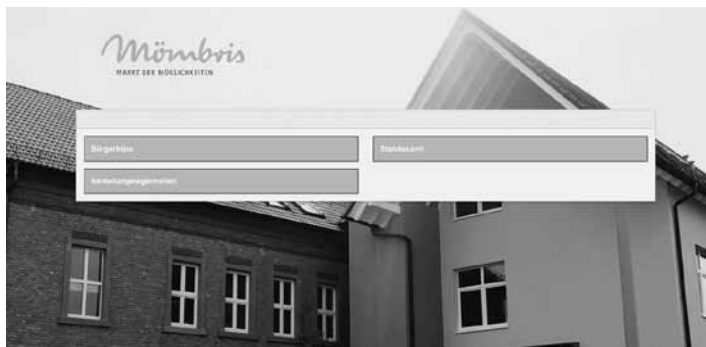 Mömbris
MARKT DER MÖGLICHKEITEN
Bürgerbüro
Standesamt
Rentenangelegenheiten